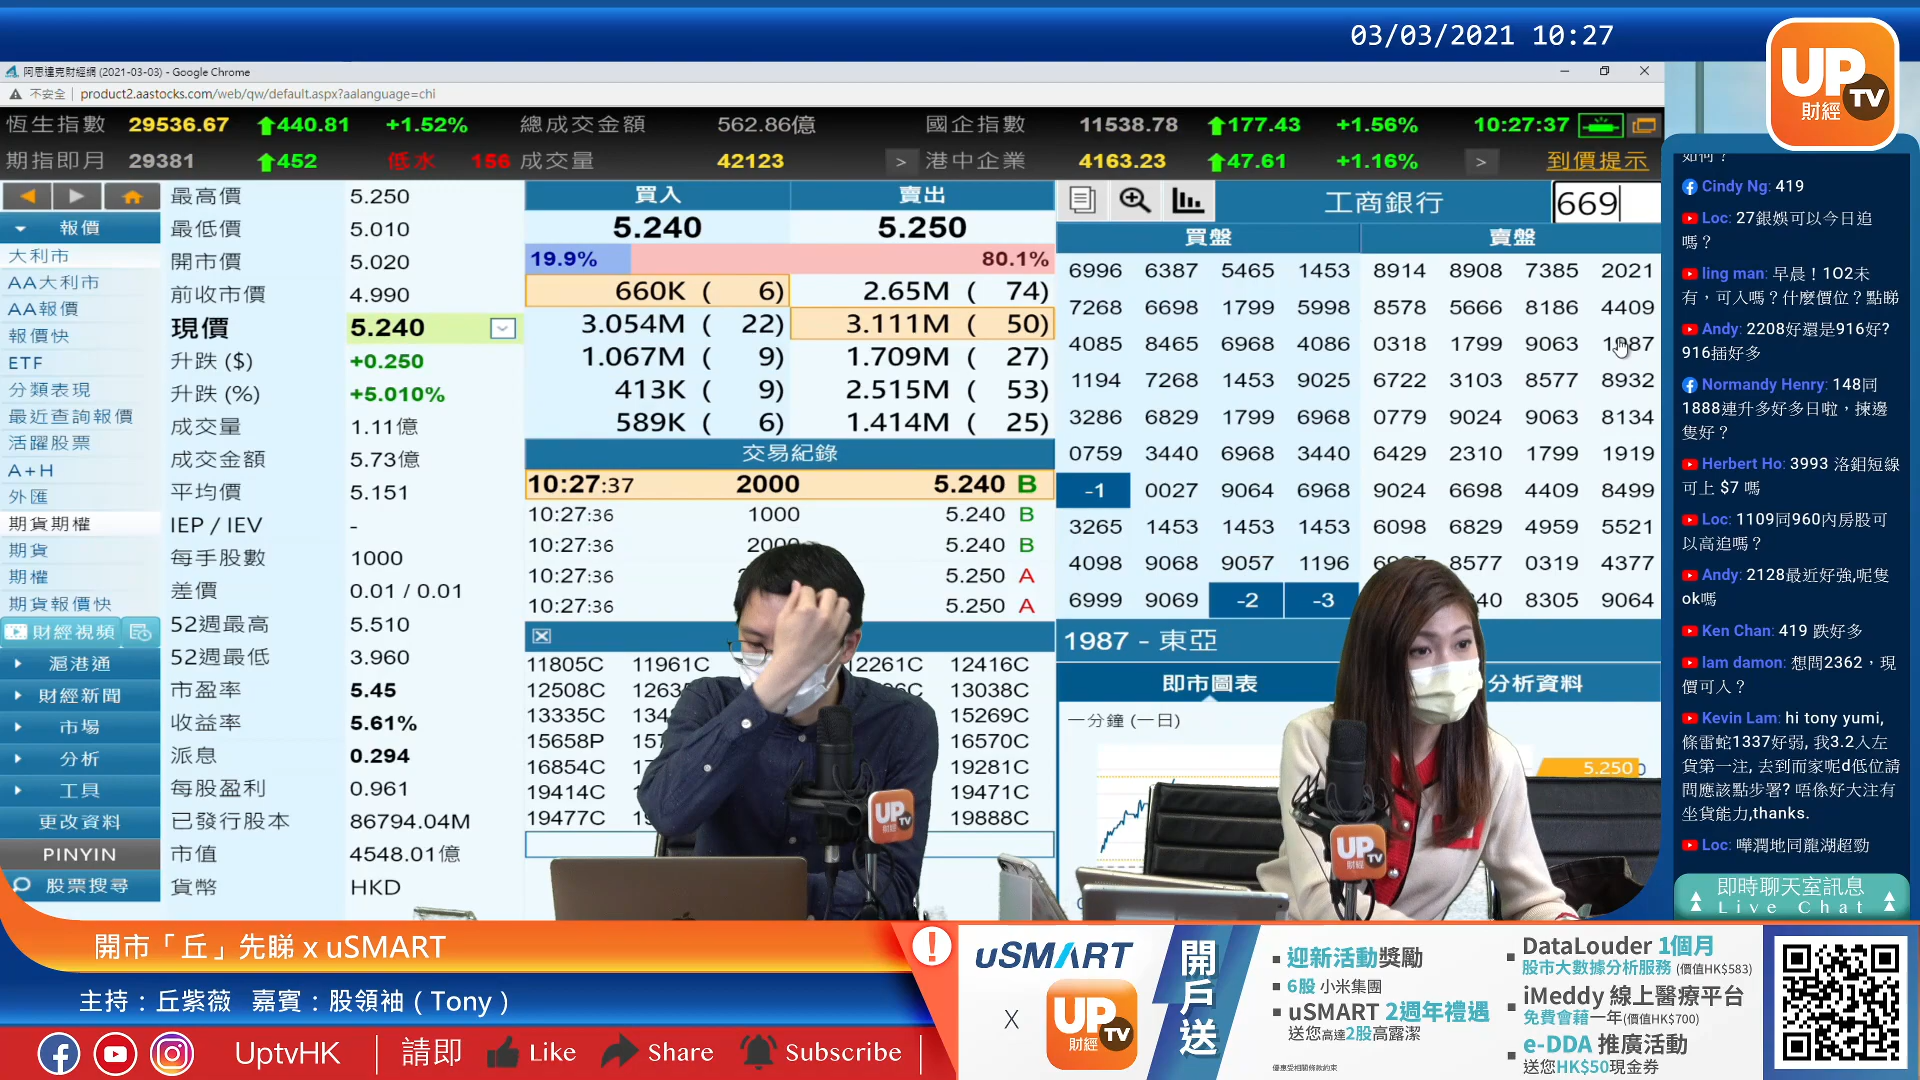 03/03/2021 10:27
UP TV 財經
阿思達克財經網 (2021-03-03) - Google Chrome
不安全 | product2.aastocks.com/web/qw/default.aspx?aalanguage=chi
恆生指數 29536.67 440.81 +1.52% 總成交金額 562.86億 國企指數 11538.78 177.43 +1.56% 10:27:37
期指即月 29381 452 低水 156 成交量 42123 > 港中企業 4163.23 47.61 +1.16% > 到價提示
報價
大利市
AA大利市
AA報價
報價快
ETF
分類表現
最近查詢報價
活躍股票
A+H
外匯
期貨期權
期貨
期權
期貨報價快
財經視頻
滬港通
財經新聞
市場
分析
工具
更改資料
PINYIN
股票搜尋
最高價 5.250
最低價 5.010
開市價 5.020
前收市價 4.990
現價 5.240
升跌 ($) +0.250
升跌 (%) +5.010%
成交量 1.11億
成交金額 5.73億
平均價 5.151
IEP / IEV -
每手股數 1000
差價 0.01 / 0.01
52週最高 5.510
52週最低 3.960
市盈率 5.45
收益率 5.61%
派息 0.294
每股盈利 0.961
已發行股本 86794.04M
市值 4548.01億
貨幣 HKD
買入 賣出
5.240 5.250
19.9% 80.1%
660K ( 6) 2.65M ( 74)
3.054M ( 22) 3.111M ( 50)
1.067M ( 9) 1.709M ( 27)
413K ( 9) 2.515M ( 53)
589K ( 6) 1.414M ( 25)
交易紀錄
10:27:37 2000 5.240 B
10:27:36 1000 5.240 B
10:27:36 2000 5.240 B
10:27:36 5.250 A
10:27:36 5.250 A
11805C 11961C 12261C 12416C
12508C 13038C
13335C 15269C
15658P 16570C
16854C 19281C
19414C 19471C
19477C 19888C
工商銀行 669
買盤 賣盤
6996 6387 5465 1453 8914 8908 7385 2021
7268 6698 1799 5998 8578 5666 8186 4409
4085 8465 6968 4086 0318 1799 9063 1987
1194 7268 1453 9025 6722 3103 8577 8932
3286 6829 1799 6968 0779 9024 9063 8134
0759 3440 6968 3440 6429 2310 1799 1919
-1 0027 9064 6968 9024 6698 4409 8499
3265 1453 1453 1453 6098 6829 4959 5521
4098 9068 9057 1196 8577 0319 4377
6999 9069 -2 -3 8305 9064
1987 - 東亞
即市圖表 分析資料
一分鐘 (一日)
5.250
如何？
Cindy Ng: 419
Loc: 27銀娛可以今日追
嗎？
ling man: 早晨！1O2未
有，可入嗎？什麼價位？點睇
Andy: 2208好還是916好?
916插好多
Normandy Henry: 148同
1888連升多好多日啦，揀邊
隻好？
Herbert Ho: 3993 洛鉬短線
可上 $7 嗎
Loc: 1109同960內房股可
以高追嗎？
Andy: 2128最近好強,呢隻
ok嗎
Ken Chan: 419 跌好多
lam damon: 想問2362，現
價可入？
Kevin Lam: hi tony yumi,
條雷蛇1337好弱, 我3.2入左
貨第一注, 去到而家呢d低位請
問應該點步署? 唔係好大注有
坐貨能力,thanks.
Loc: 嘩潤地同龍湖超勁
即時聊天室訊息
Live Chat
UP TV
UP TV 財經
開市「丘」先睇 x uSMART
主持：丘紫薇 嘉賓：股領袖（Tony）
UptvHK | 請即 Like Share Subscribe
uSMART
X UP TV 財經
開戶送
迎新活動獎勵
6股 小米集團
uSMART 2週年禮遇
送您高達2股高露潔
優惠受相關條款約束
DataLouder 1個月
股市大數據分析服務 (價值HK$583)
iMeddy 線上醫療平台
免費會籍一年(價值HK$700)
e-DDA 推廣活動
送您HK$50現金券